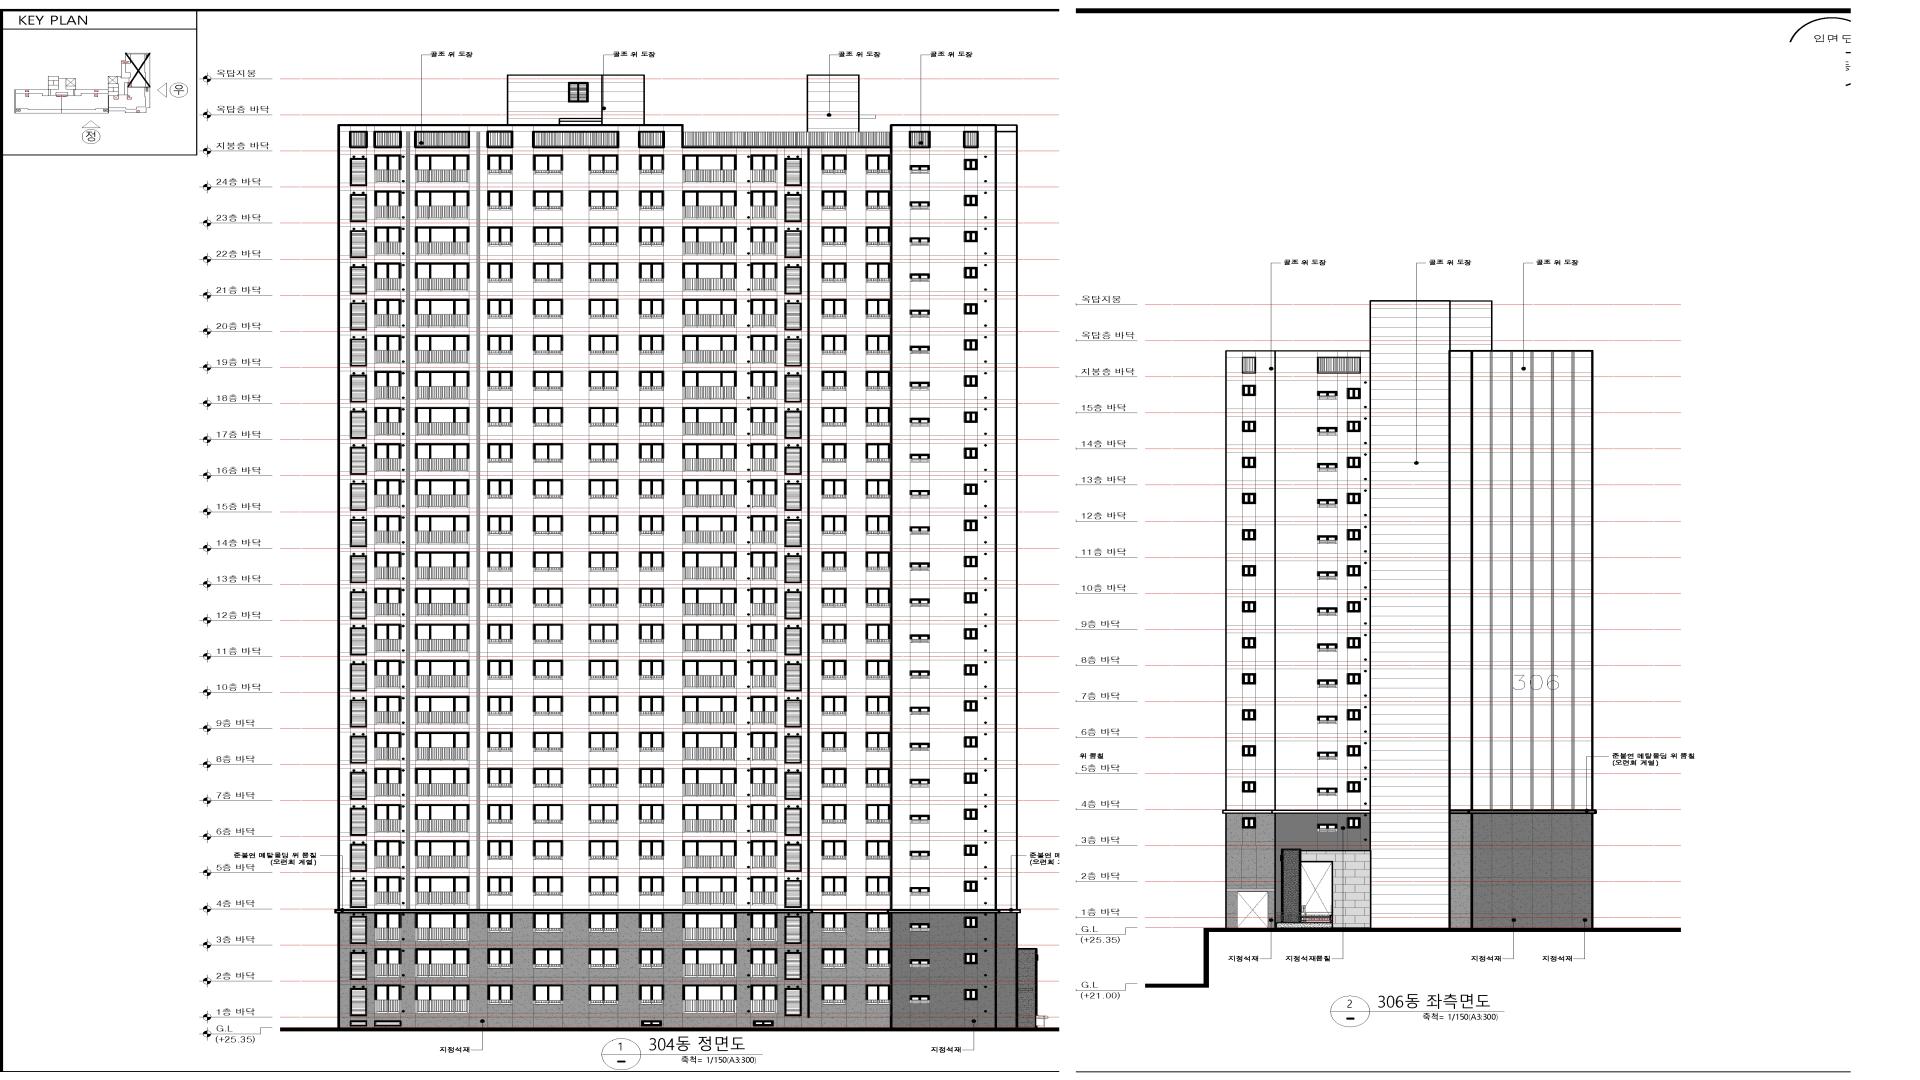 KEY PLAN
우
정
골조 위 도장
골조 위 도장
골조 위 도장
골조 위 도장
옥탑지붕
옥탑층 바닥
지붕층 바닥
24층 바닥
23층 바닥
22층 바닥
21층 바닥
20층 바닥
19층 바닥
18층 바닥
17층 바닥
16층 바닥
15층 바닥
14층 바닥
13층 바닥
12층 바닥
11층 바닥
10층 바닥
9층 바닥
8층 바닥
7층 바닥
6층 바닥
준불연 메탈몰딩 위 뿜칠
(오련회 계열)
5층 바닥
4층 바닥
3층 바닥
2층 바닥
1층 바닥
G.L
(+25.35)
준불연
지정석재
지정석재
1
304동 정면도
축척= 1/150(A3:300)
입면도
골조 위 도장
골조 위 도장
골조 위 도장
옥탑지붕
옥탑층 바닥
지붕층 바닥
15층 바닥
14층 바닥
13층 바닥
12층 바닥
11층 바닥
10층 바닥
9층 바닥
8층 바닥
7층 바닥
306
6층 바닥
위 뿜칠
5층 바닥
준불연 메탈몰딩 위 뿜칠
(오련회 계열)
4층 바닥
3층 바닥
2층 바닥
1층 바닥
G.L
(+25.35)
지정석재
지정석재뿜칠
지정석재
지정석재
G.L
(+21.00)
2
306동 좌측면도
축척= 1/150(A3:300)